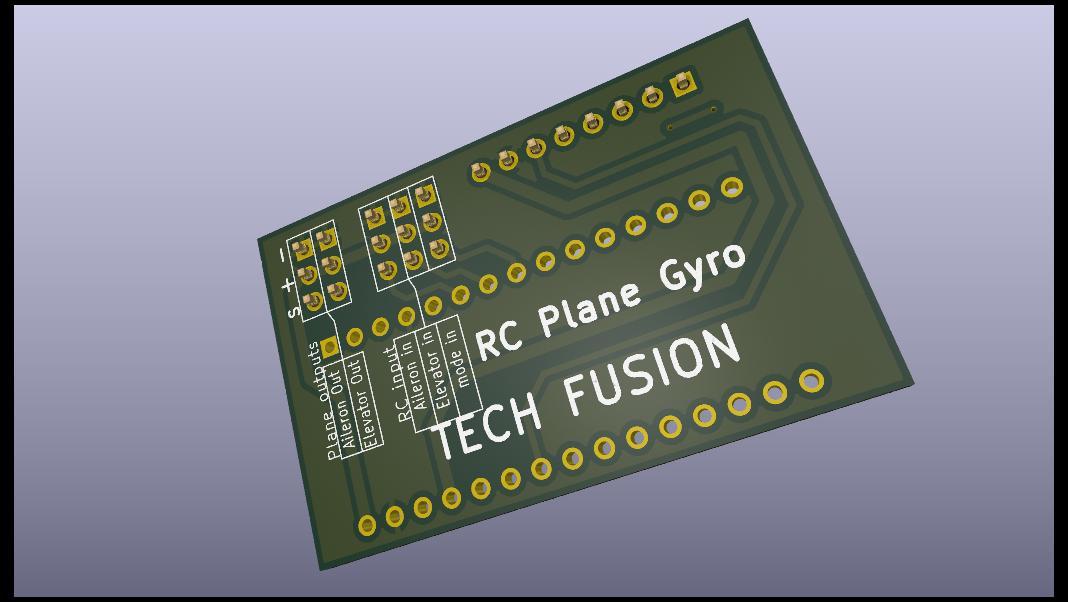 -
+
S
Plane outputs
Aileron Out
Elevator Out
RC input
Aileron in
Elevator in
mode in
RC Plane Gyro
TECH FUSION